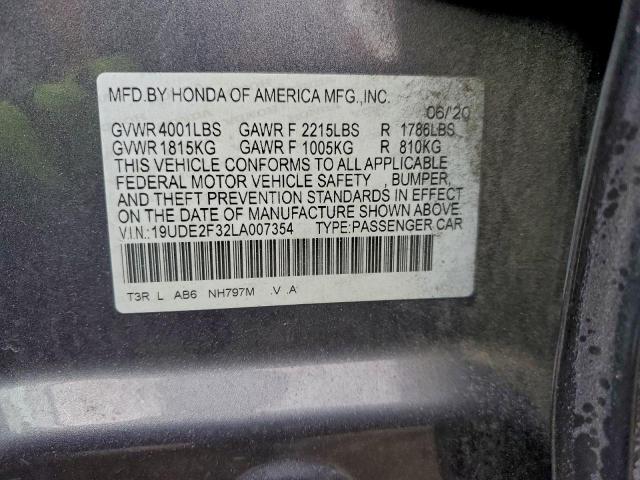 MFD.BY HONDA OF AMERICA MFG.,INC.
06/20
GVWR 4001LBS GAWR F 2215LBS R 1786LBS
GVWR 1815KG GAWR F 1005KG R 810KG
THIS VEHICLE CONFORMS TO ALL APPLICABLE
FEDERAL MOTOR VEHICLE SAFETY , BUMPER,
AND THEFT PREVENTION STANDARDS IN EFFECT
ON THE DATE OF MANUFACTURE SHOWN ABOVE.
V.I.N.:19UDE2F32LA007354 TYPE:PASSENGER CAR
T3R L AB6 NH797M .V .A